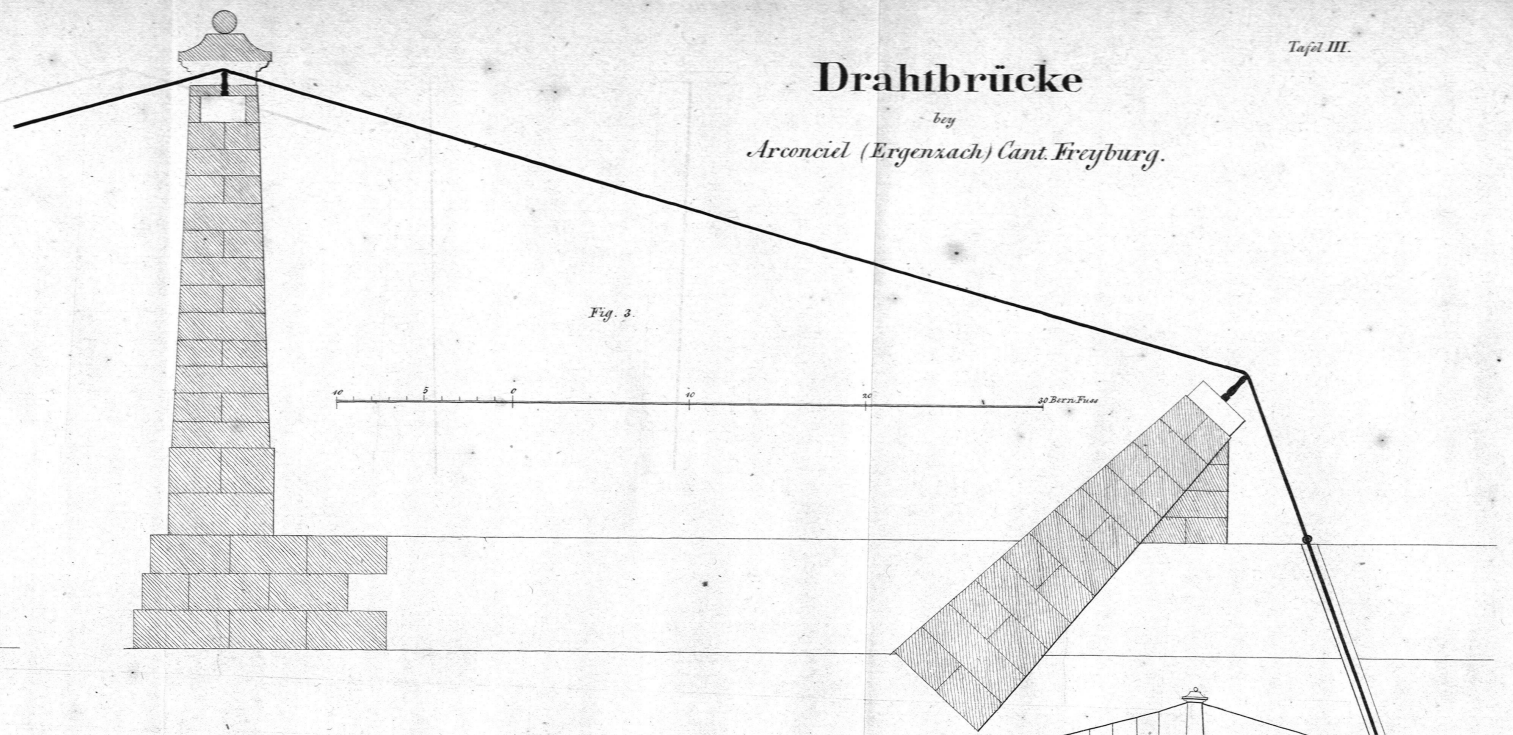 Tafel III.
Drahtbrücke
bey
Arconciel (Ergenzach) Cant. Freyburg.
Fig. 3.
10 5 0 10 20 30 Bern. Fuss